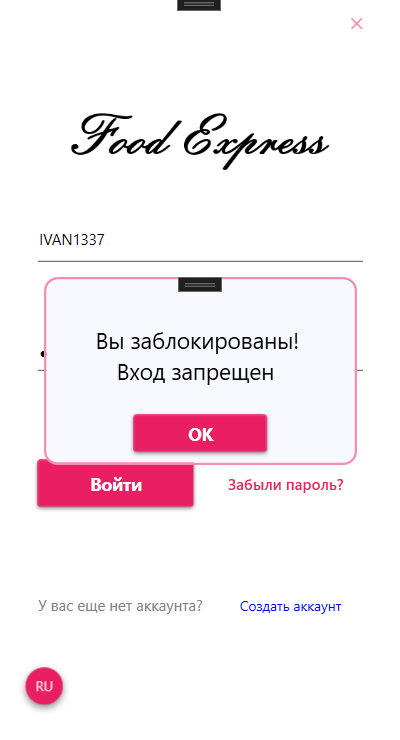 Food Express
IVAN1337
Вы заблокированы!
Вход запрещен
OK
Войти
Забыли пароль?
У вас еще нет аккаунта?
Создать аккаунт
RU